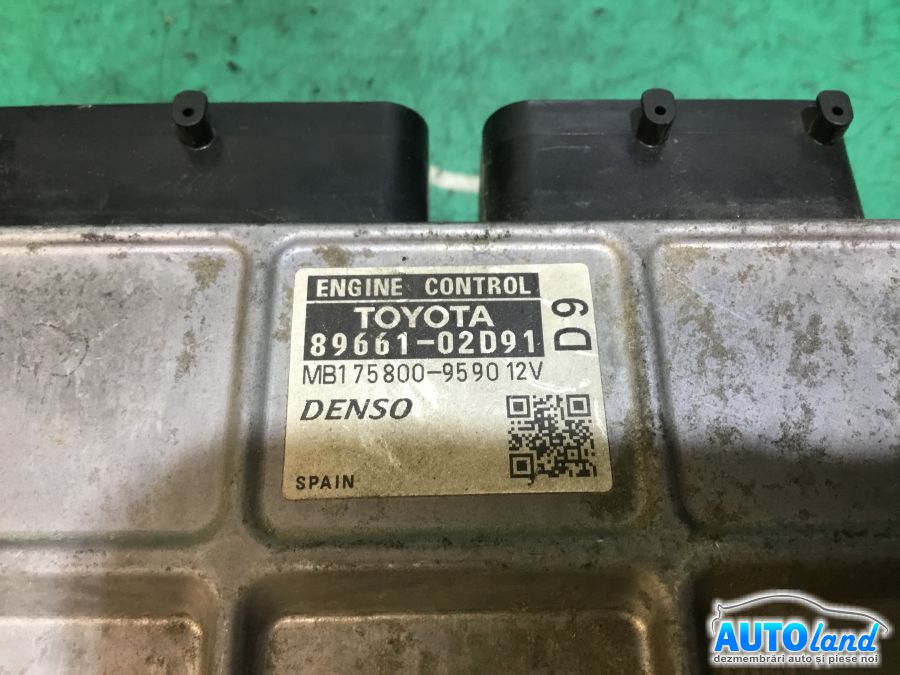 ENGINE CONTROL
TOYOTA
89661-02D91
D9
MB175800-9590 12V
DENSO
SPAIN
AUTOland
dezmembrări auto și piese noi